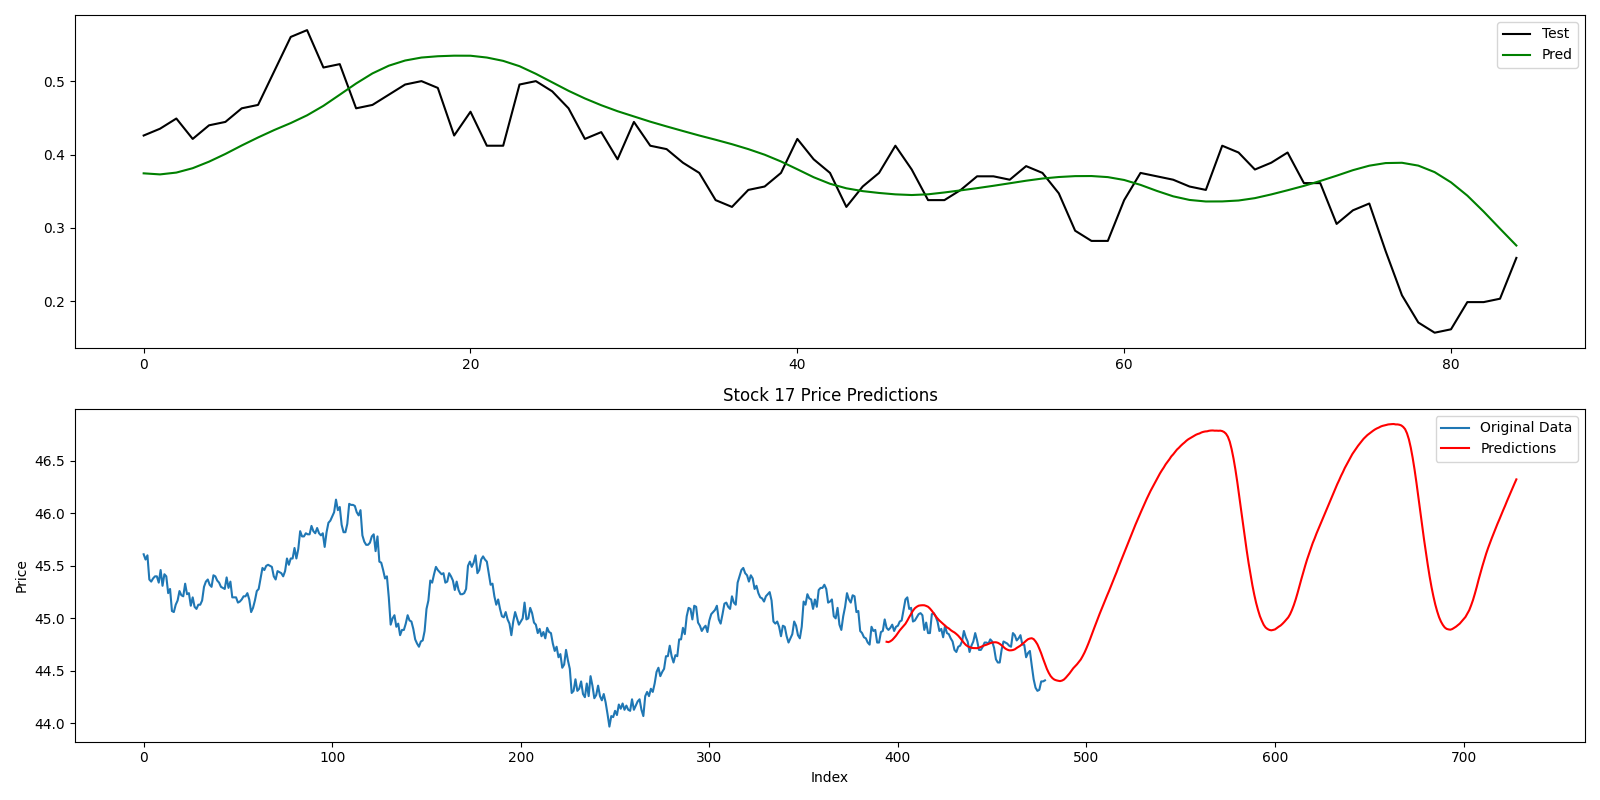 Test
Pred
0.5
0.4
0.3
0.2
0 20 40 60 80
Stock 17 Price Predictions
Original Data
Predictions
46.5
46.0
45.5
45.0
44.5
44.0
Price
0 100 200 300 400 500 600 700
Index